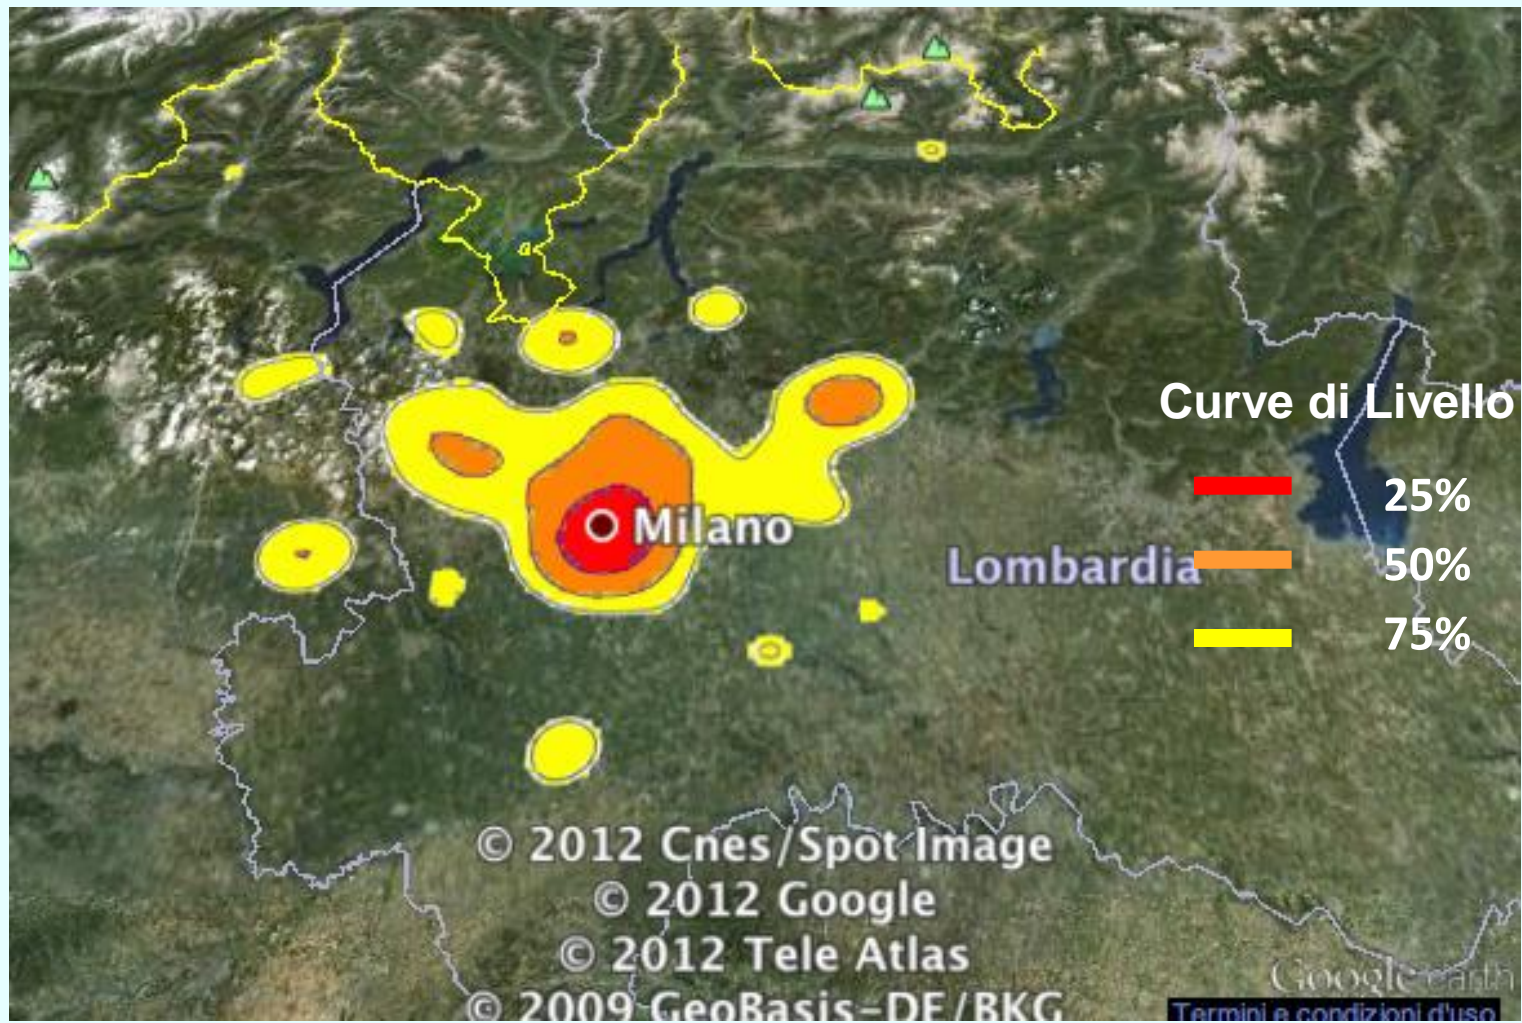 Curve di Livello
25%
Milano
Lombardia
50%
75%
© 2012 Cnes/Spot Image
© 2012 Google
© 2012 Tele Atlas
Google earth
© 2009 GeoBasis-DE/BKG
Termini e condizioni d'uso